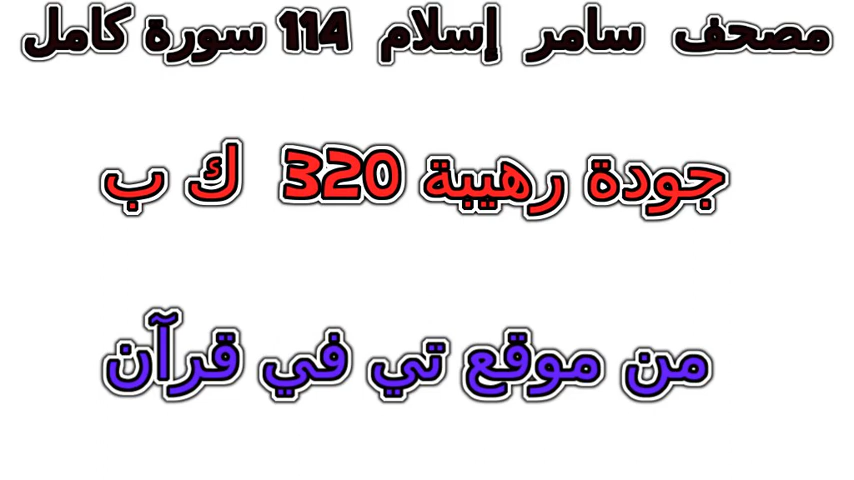 مصحف سامر إسلام 114 سورة كامل
جودة رهيبة 320 ك ب
من موقع تي في قرآن